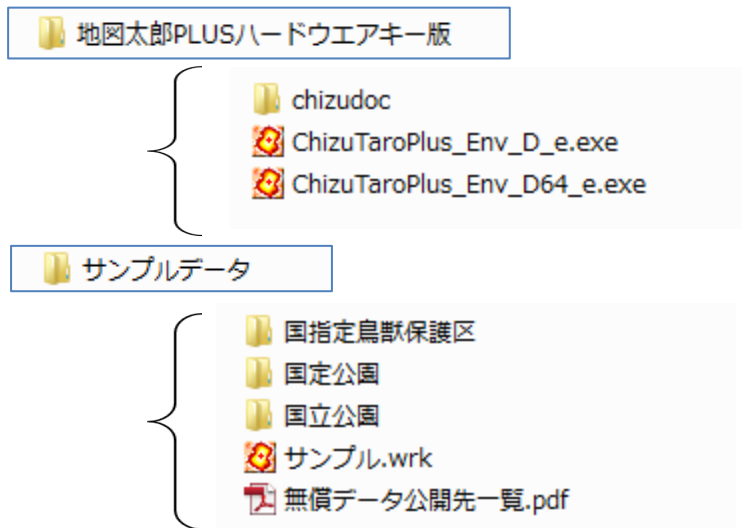 地図太郎PLUSハードウエアキー版
chizudoc
ChizuTaroPlus_Env_D_e.exe
ChizuTaroPlus_Env_D64_e.exe
サンプルデータ
国指定鳥獣保護区
国定公園
国立公園
サンプル.wrk
無償データ公開先一覧.pdf